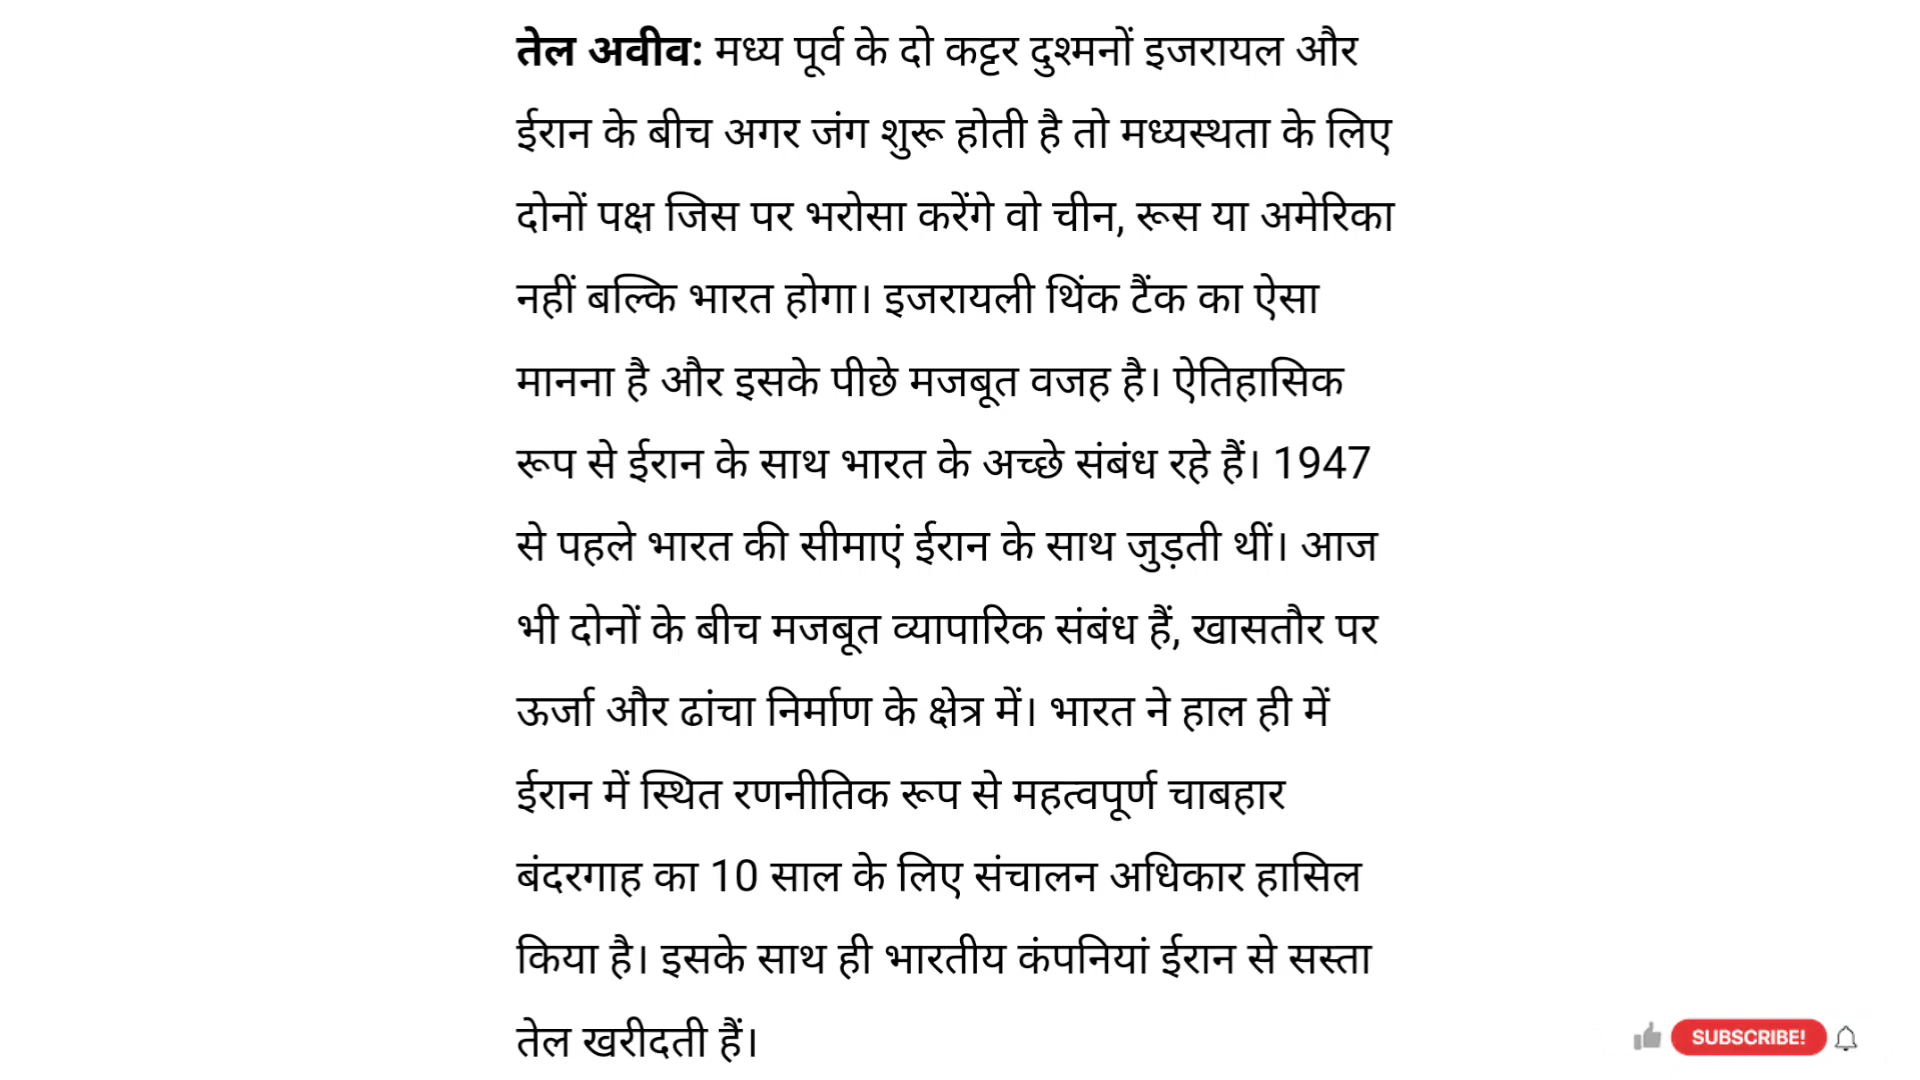 तेल अवीव: मध्य पूर्व के दो कट्टर दुश्मनों इजरायल और
ईरान के बीच अगर जंग शुरू होती है तो मध्यस्थता के लिए
दोनों पक्ष जिस पर भरोसा करेंगे वो चीन, रूस या अमेरिका
नहीं बल्कि भारत होगा। इजरायली थिंक टैंक का ऐसा
मानना है और इसके पीछे मजबूत वजह है। ऐतिहासिक
रूप से ईरान के साथ भारत के अच्छे संबंध रहे हैं। 1947
से पहले भारत की सीमाएं ईरान के साथ जुड़ती थीं। आज
भी दोनों के बीच मजबूत व्यापारिक संबंध हैं, खासतौर पर
ऊर्जा और ढांचा निर्माण के क्षेत्र में। भारत ने हाल ही में
ईरान में स्थित रणनीतिक रूप से महत्वपूर्ण चाबहार
बंदरगाह का 10 साल के लिए संचालन अधिकार हासिल
किया है। इसके साथ ही भारतीय कंपनियां ईरान से सस्ता
तेल खरीदती हैं।
SUBSCRIBE!